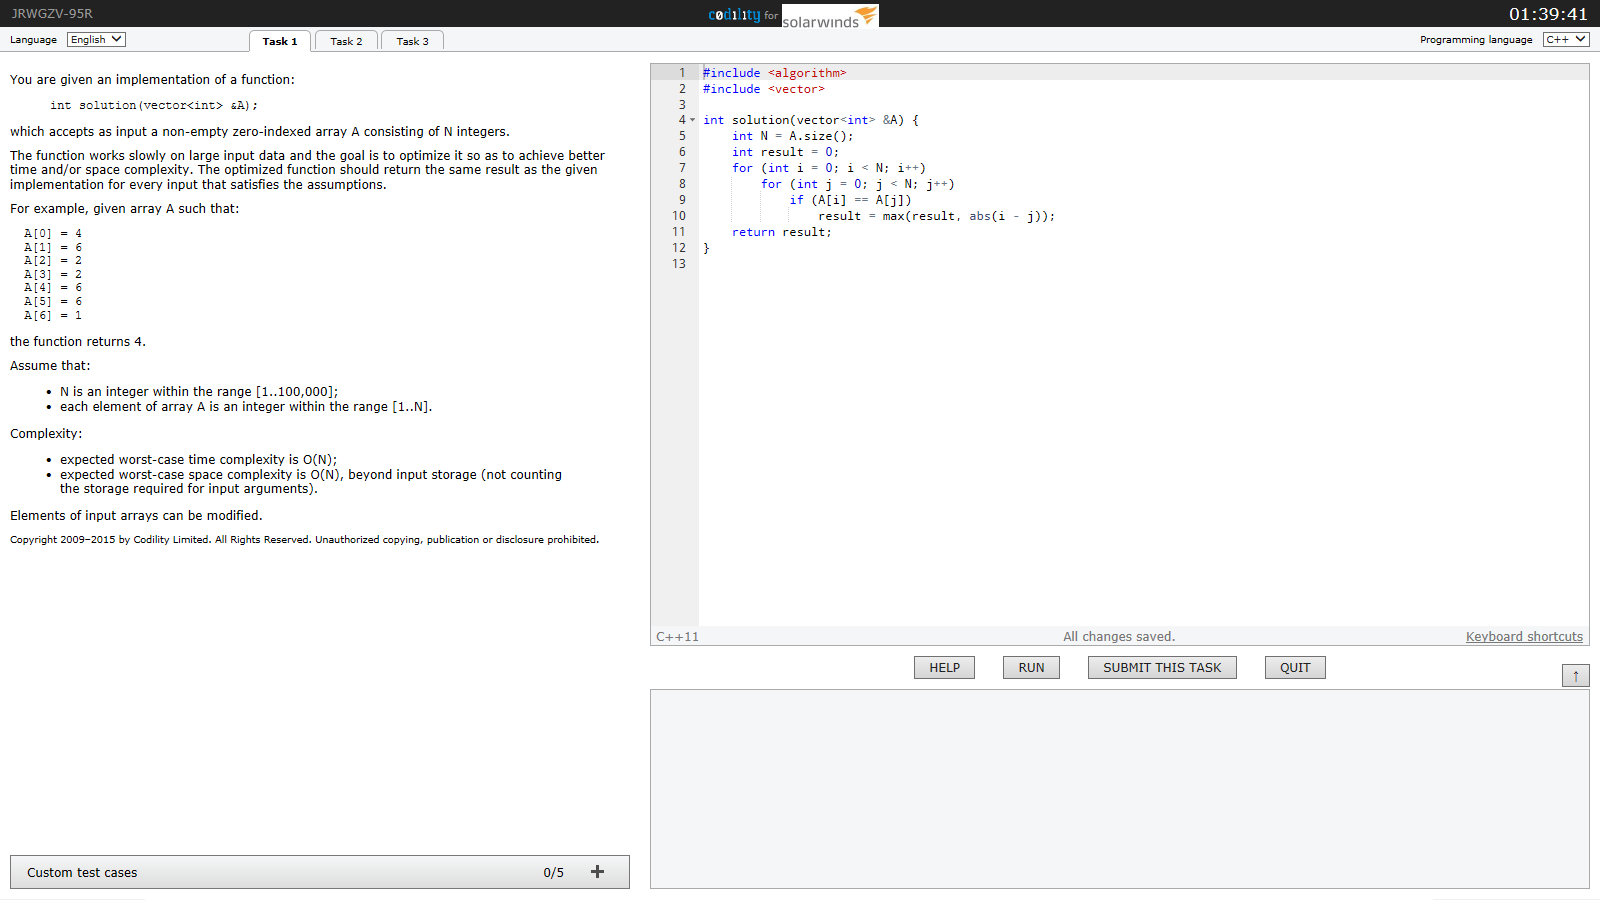 JRWGZV-95R
codility for solarwinds
01:39:41
Language English
Task 1
Task 2
Task 3
Programming language C++
You are given an implementation of a function:
int solution(vector<int> &A);
which accepts as input a non-empty zero-indexed array A consisting of N integers.
The function works slowly on large input data and the goal is to optimize it so as to achieve better
time and/or space complexity. The optimized function should return the same result as the given
implementation for every input that satisfies the assumptions.
For example, given array A such that:
A[0] = 4
A[1] = 6
A[2] = 2
A[3] = 2
A[4] = 6
A[5] = 6
A[6] = 1
the function returns 4.
Assume that:
• N is an integer within the range [1..100,000];
• each element of array A is an integer within the range [1..N].
Complexity:
• expected worst-case time complexity is O(N);
• expected worst-case space complexity is O(N), beyond input storage (not counting
the storage required for input arguments).
Elements of input arrays can be modified.
Copyright 2009–2015 by Codility Limited. All Rights Reserved. Unauthorized copying, publication or disclosure prohibited.
Custom test cases 0/5 +
1 #include <algorithm>
2 #include <vector>
3
4 int solution(vector<int> &A) {
5 int N = A.size();
6 int result = 0;
7 for (int i = 0; i < N; i++)
8 for (int j = 0; j < N; j++)
9 if (A[i] == A[j])
10 result = max(result, abs(i - j));
11 return result;
12 }
13
C++11
All changes saved.
Keyboard shortcuts
HELP
RUN
SUBMIT THIS TASK
QUIT
↑